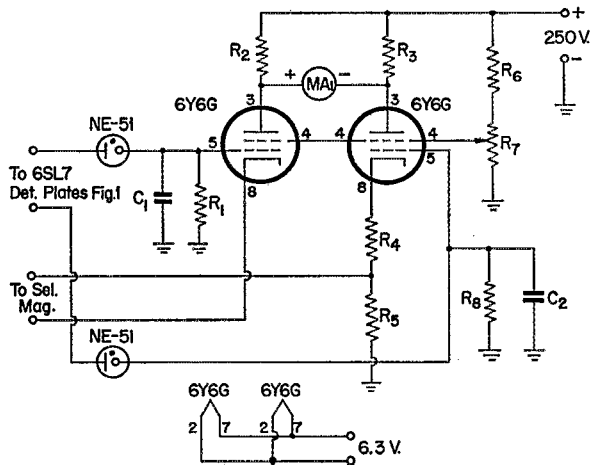 +
250 V.
-
R2
R3
R6
+ MA1 -
3
3
6Y6G
6Y6G
R7
NE-51
5
4
4
4
5
To 6SL7
Det. Plates Fig.1
C1
R1
8
8
R4
R8
C2
To Sel.
Mag.
R5
NE-51
6Y6G
6Y6G
2
7
2
7
6.3 V.